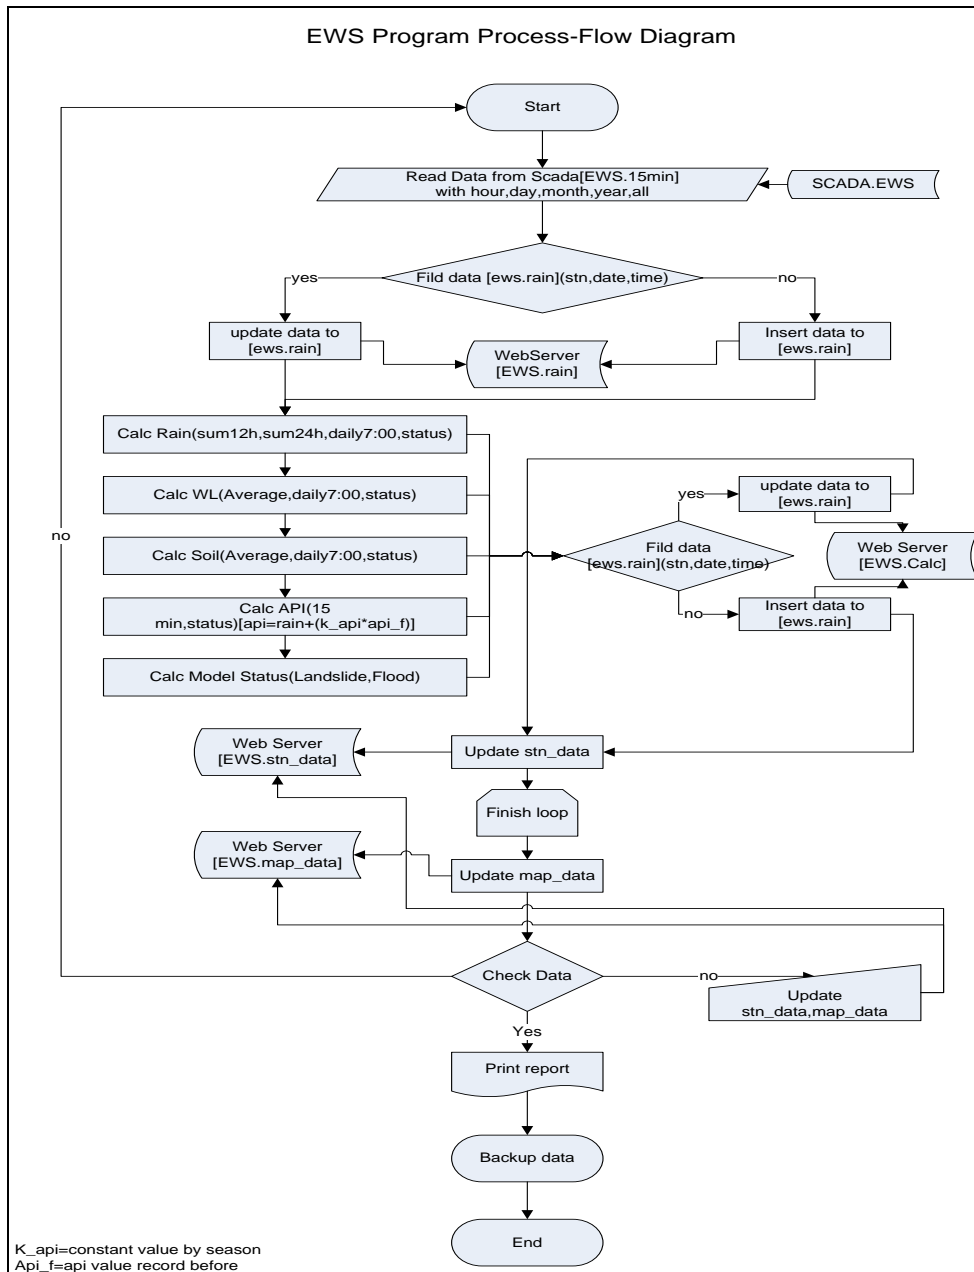 EWS Program Process-Flow Diagram
Start
Read Data from Scada[EWS.15min]
with hour,day,month,year,all
SCADA.EWS
Fild data [ews.rain](stn,date,time)
yes
no
update data to
[ews.rain]
WebServer
[EWS.rain]
Insert data to
[ews.rain]
Calc Rain(sum12h,sum24h,daily7:00,status)
Calc WL(Average,daily7:00,status)
Calc Soil(Average,daily7:00,status)
Calc API(15
min,status)[api=rain+(k_api*api_f)]
Calc Model Status(Landslide,Flood)
no
Fild data
[ews.rain](stn,date,time)
yes
no
update data to
[ews.rain]
Web Server
[EWS.Calc]
Insert data to
[ews.rain]
Web Server
[EWS.stn_data]
Update stn_data
Finish loop
Web Server
[EWS.map_data]
Update map_data
Check Data
no
Update
stn_data,map_data
Yes
Print report
Backup data
End
K_api=constant value by season
Api_f=api value record before